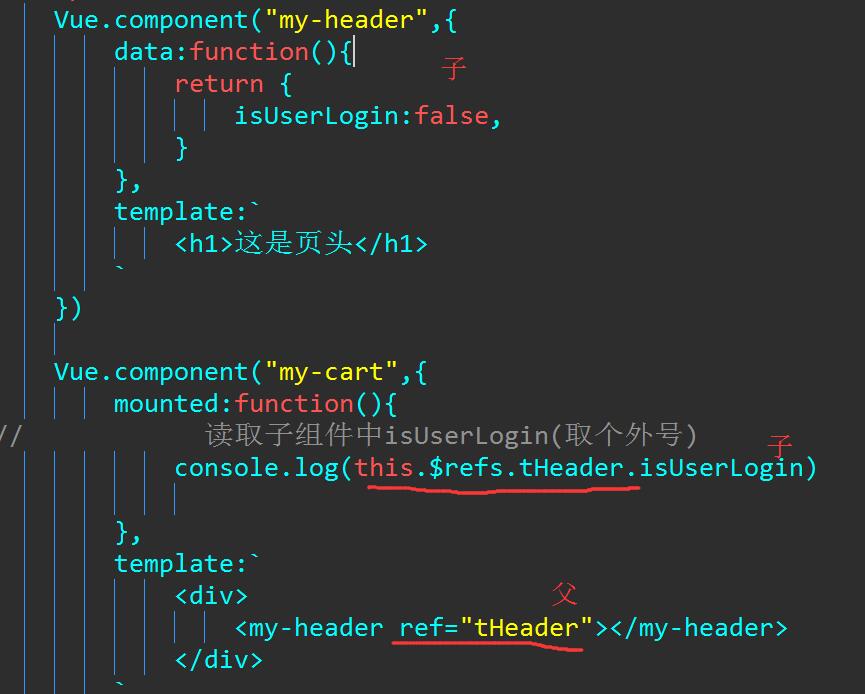 Vue.component("my-header",{
data:function(){
子
return {
isUserLogin:false,
}
},
template:`
<h1>这是页头</h1>
`
})
Vue.component("my-cart",{
mounted:function(){
// 读取子组件中isUserLogin(取个外号)
子
console.log(this.$refs.tHeader.isUserLogin)
},
template:`
<div>
父
<my-header ref="tHeader"></my-header>
</div>
`